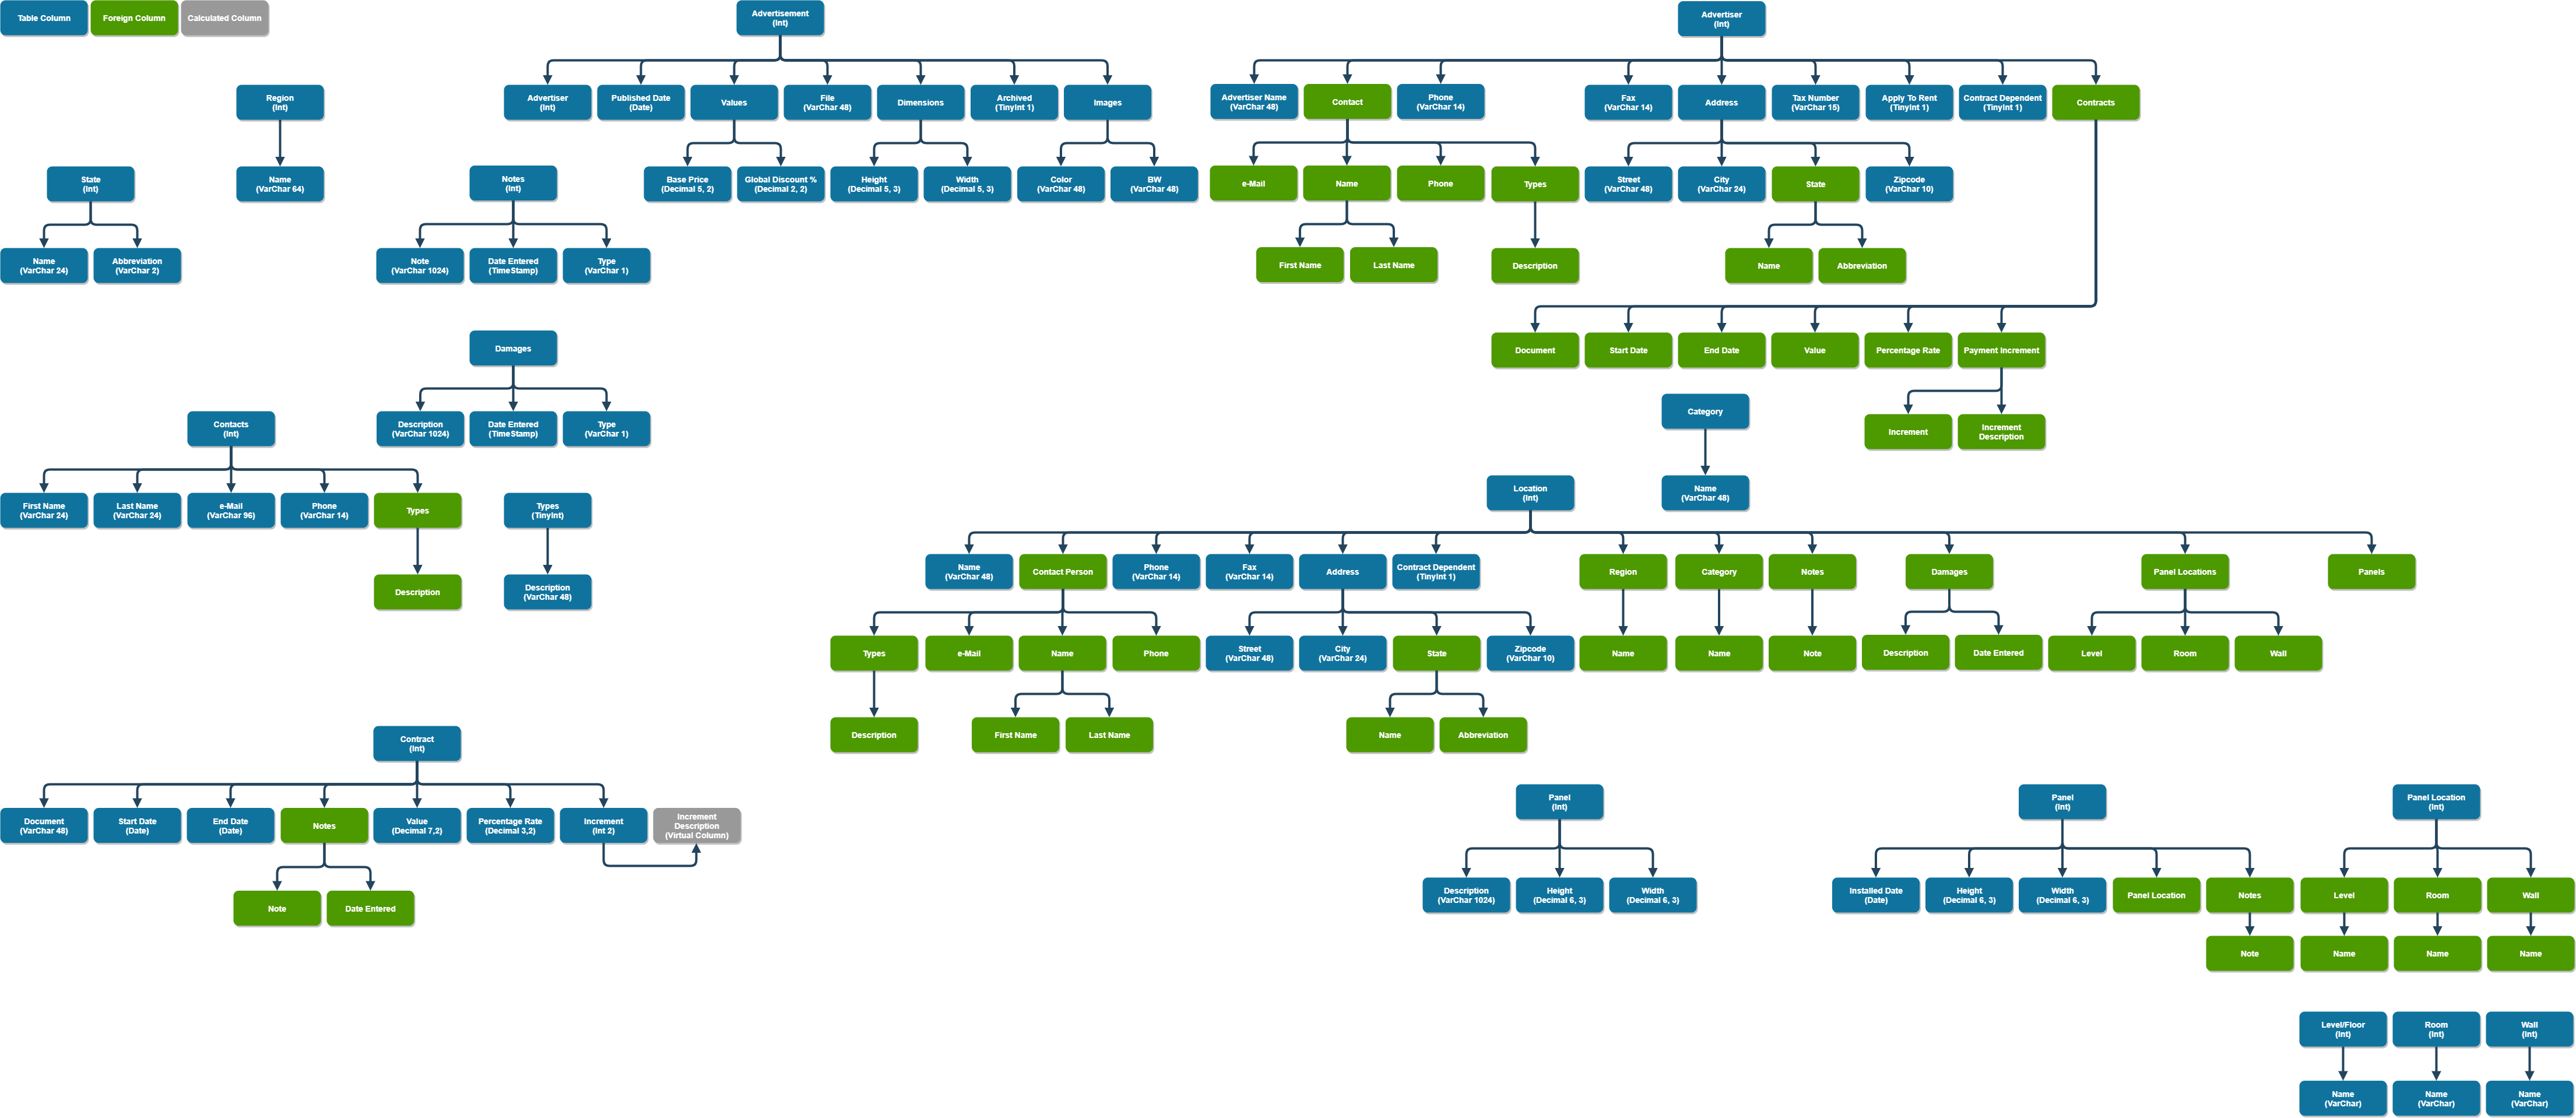 Table Column
Foreign Column
Calculated Column
Advertisement
(Int)
Advertiser
(Int)
Published Date
(Date)
Values
File
(VarChar 48)
Dimensions
Archived
(TinyInt 1)
Images
Base Price
(Decimal 5, 2)
Global Discount %
(Decimal 2, 2)
Height
(Decimal 5, 3)
Width
(Decimal 5, 3)
Color
(VarChar 48)
BW
(VarChar 48)
Advertiser
(Int)
Advertiser Name
(VarChar 48)
Contact
Phone
(VarChar 14)
Fax
(VarChar 14)
Address
Tax Number
(VarChar 15)
Apply To Rent
(TinyInt 1)
Contract Dependent
(TinyInt 1)
Contracts
e-Mail
Name
Phone
Types
Street
(VarChar 48)
City
(VarChar 24)
State
Zipcode
(VarChar 10)
First Name
Last Name
Description
Name
Abbreviation
Document
Start Date
End Date
Value
Percentage Rate
Payment Increment
Increment
Increment
Description
Region
(Int)
Name
(VarChar 64)
State
(Int)
Name
(VarChar 24)
Abbreviation
(VarChar 2)
Notes
(Int)
Note
(VarChar 1024)
Date Entered
(TimeStamp)
Type
(VarChar 1)
Damages
Description
(VarChar 1024)
Date Entered
(TimeStamp)
Type
(VarChar 1)
Contacts
(Int)
First Name
(VarChar 24)
Last Name
(VarChar 24)
e-Mail
(VarChar 96)
Phone
(VarChar 14)
Types
Description
Types
(TinyInt)
Description
(VarChar 48)
Category
Name
(VarChar 48)
Location
(Int)
Name
(VarChar 48)
Contact Person
Phone
(VarChar 14)
Fax
(VarChar 14)
Address
Contract Dependent
(TinyInt 1)
Region
Category
Notes
Damages
Panel Locations
Panels
Types
e-Mail
Name
Phone
Street
(VarChar 48)
City
(VarChar 24)
State
Zipcode
(VarChar 10)
Name
Name
Note
Description
Date Entered
Level
Room
Wall
Description
First Name
Last Name
Name
Abbreviation
Contract
(Int)
Document
(VarChar 48)
Start Date
(Date)
End Date
(Date)
Notes
Value
(Decimal 7,2)
Percentage Rate
(Decimal 3,2)
Increment
(Int 2)
Increment
Description
(Virtual Column)
Note
Date Entered
Panel
(Int)
Description
(VarChar 1024)
Height
(Decimal 6, 3)
Width
(Decimal 6, 3)
Panel
(Int)
Installed Date
(Date)
Height
(Decimal 6, 3)
Width
(Decimal 6, 3)
Panel Location
Notes
Note
Panel Location
(Int)
Level
Room
Wall
Name
Name
Name
Level/Floor
(Int)
Room
(Int)
Wall
(Int)
Name
(VarChar)
Name
(VarChar)
Name
(VarChar)